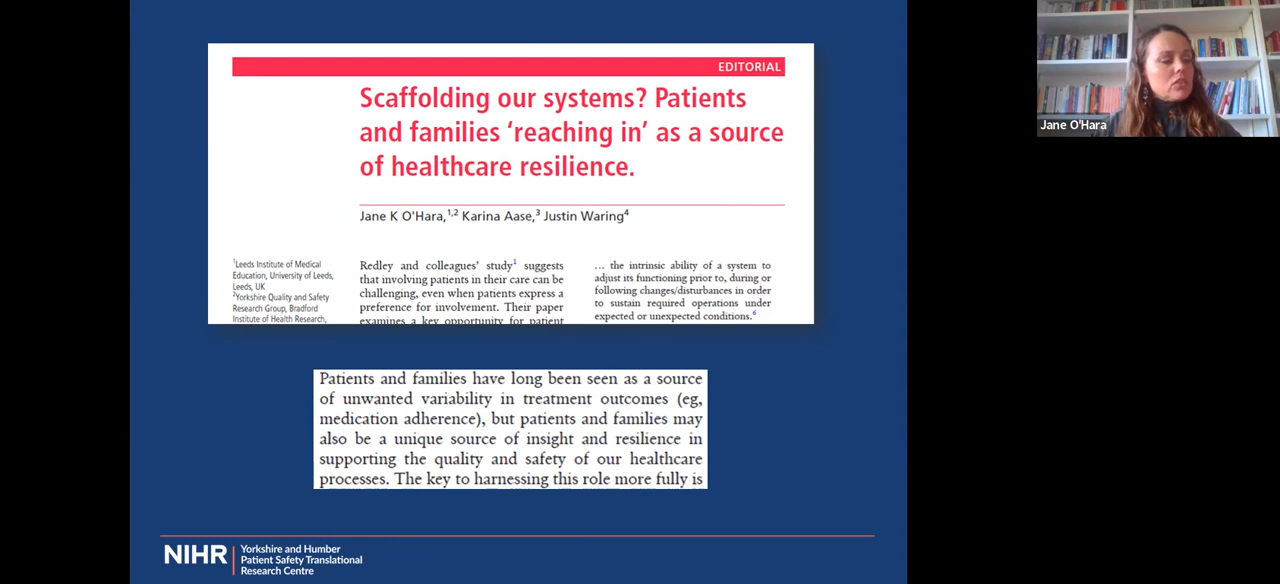 EDITORIAL
Scaffolding our systems? Patients
and families ‘reaching in’ as a source
of healthcare resilience.
Jane K O'Hara,1,2 Karina Aase,3 Justin Waring4
1Leeds Institute of Medical
Education, University of Leeds,
Leeds, UK
2Yorkshire Quality and Safety
Research Group, Bradford
Institute of Health Research,
Redley and colleagues’ study1 suggests
that involving patients in their care can be
challenging, even when patients express a
preference for involvement. Their paper
examines a key opportunity for patient
… the intrinsic ability of a system to
adjust its functioning prior to, during or
following changes/disturbances in order
to sustain required operations under
expected or unexpected conditions.6
Patients and families have long been seen as a source
of unwanted variability in treatment outcomes (eg,
medication adherence), but patients and families may
also be a unique source of insight and resilience in
supporting the quality and safety of our healthcare
processes. The key to harnessing this role more fully is
NIHR
Yorkshire and Humber
Patient Safety Translational
Research Centre
Jane O'Hara